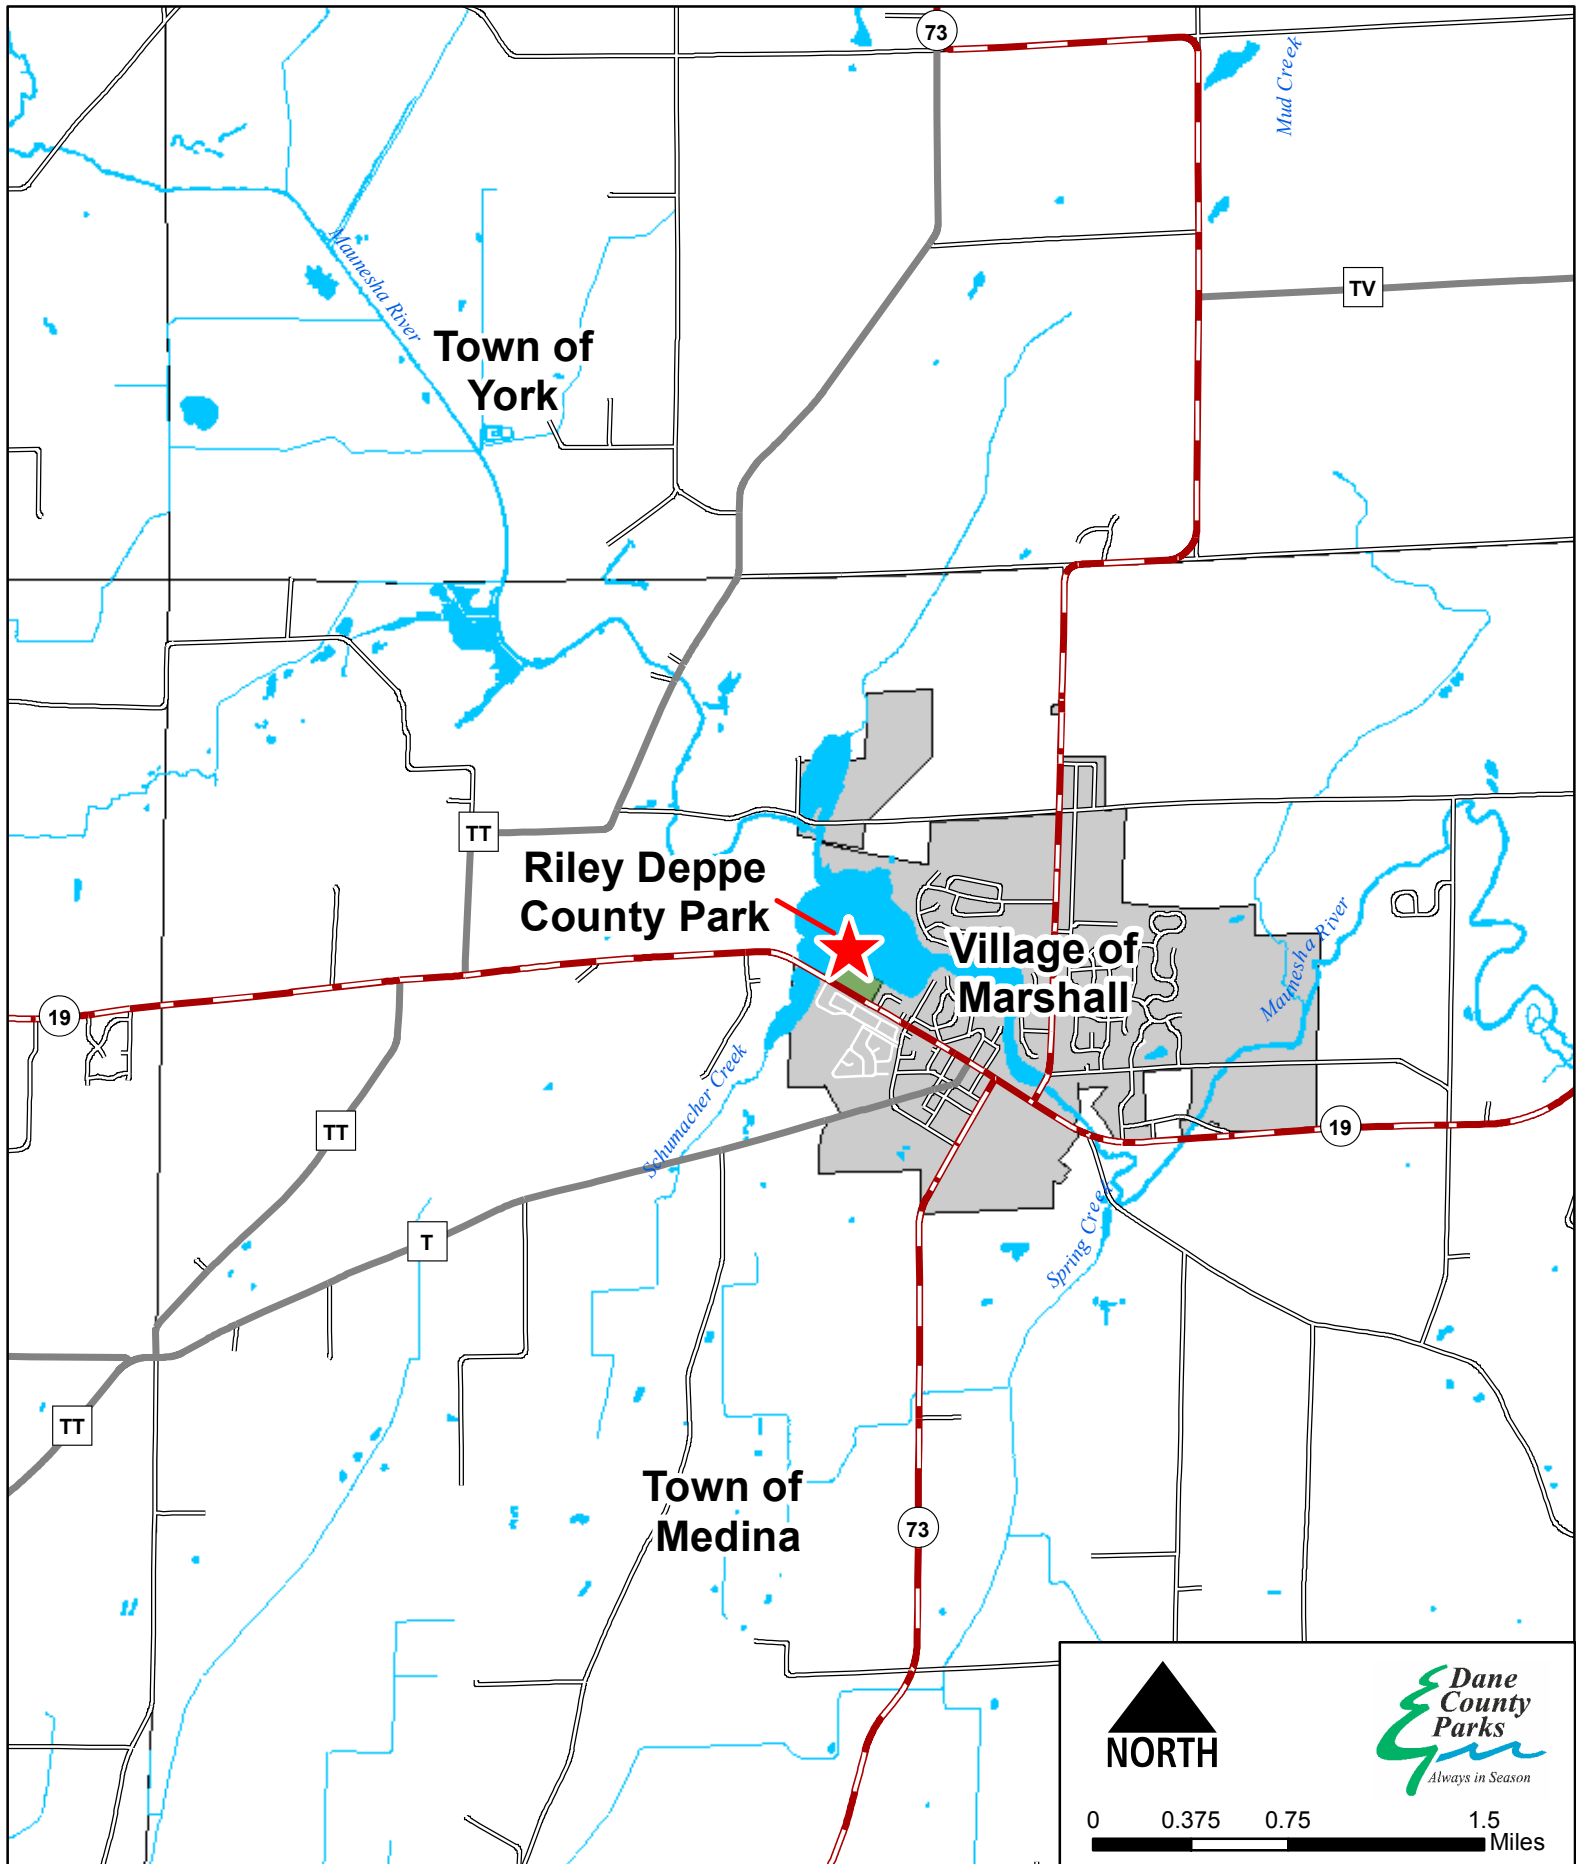 73
Mud Creek
Maunesha River
TV
Town of
York
TT
Riley Deppe
County Park
Village of
Marshall
Maunesha River
19
Schumacher Creek
TT
19
Spring Creek
T
TT
Town of
Medina
73
NORTH
Dane
County
Parks
Always in Season
0 0.375 0.75 1.5
Miles